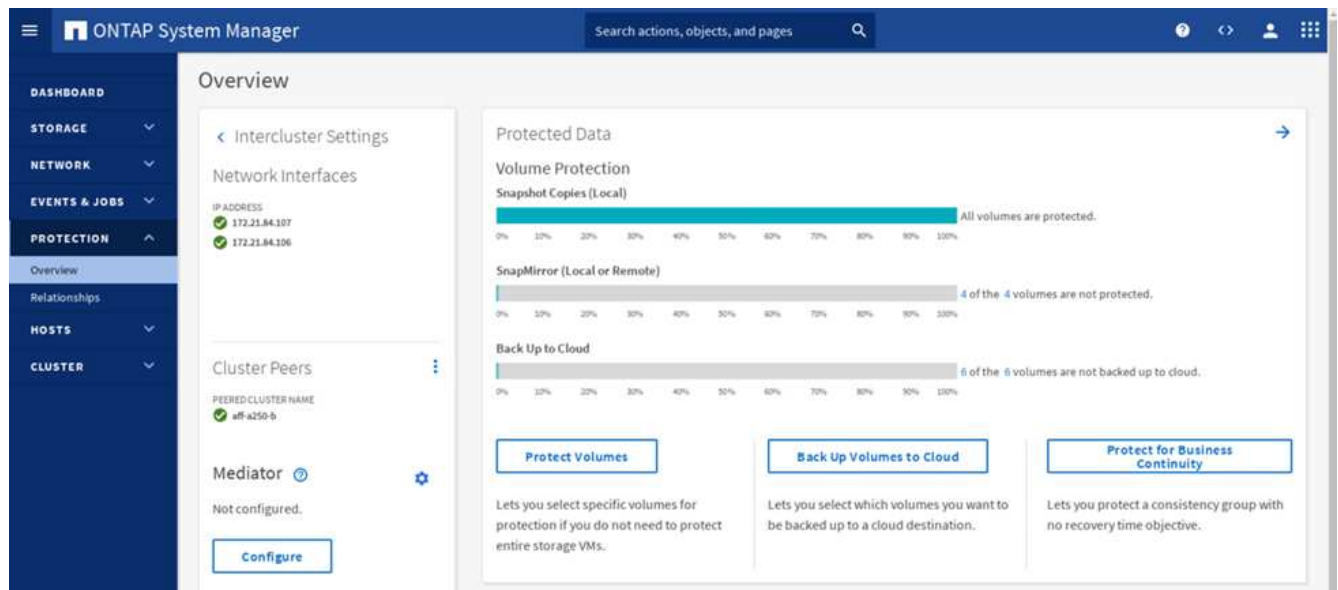 ONTAP System Manager
Search actions, objects, and pages
DASHBOARD
STORAGE
NETWORK
EVENTS & JOBS
PROTECTION
Overview
Relationships
HOSTS
CLUSTER
Overview
Intercluster Settings
Network Interfaces
IP ADDRESS
172.21.84.107
172.21.84.106
Cluster Peers
PEERED CLUSTER NAME
aff-a250-b
Mediator
Not configured.
Configure
Protected Data
Volume Protection
Snapshot Copies (Local)
All volumes are protected.
0% 10% 20% 30% 40% 50% 60% 70% 80% 90% 100%
SnapMirror (Local or Remote)
4 of the 4 volumes are not protected.
0% 10% 20% 30% 40% 50% 60% 70% 80% 90% 100%
Back Up to Cloud
6 of the 6 volumes are not backed up to cloud.
0% 10% 20% 30% 40% 50% 60% 70% 80% 90% 100%
Protect Volumes
Lets you select specific volumes for
protection if you do not need to protect
entire storage VMs.
Back Up Volumes to Cloud
Lets you select which volumes you want to
be backed up to a cloud destination.
Protect for Business
Continuity
Lets you protect a consistency group with
no recovery time objective.